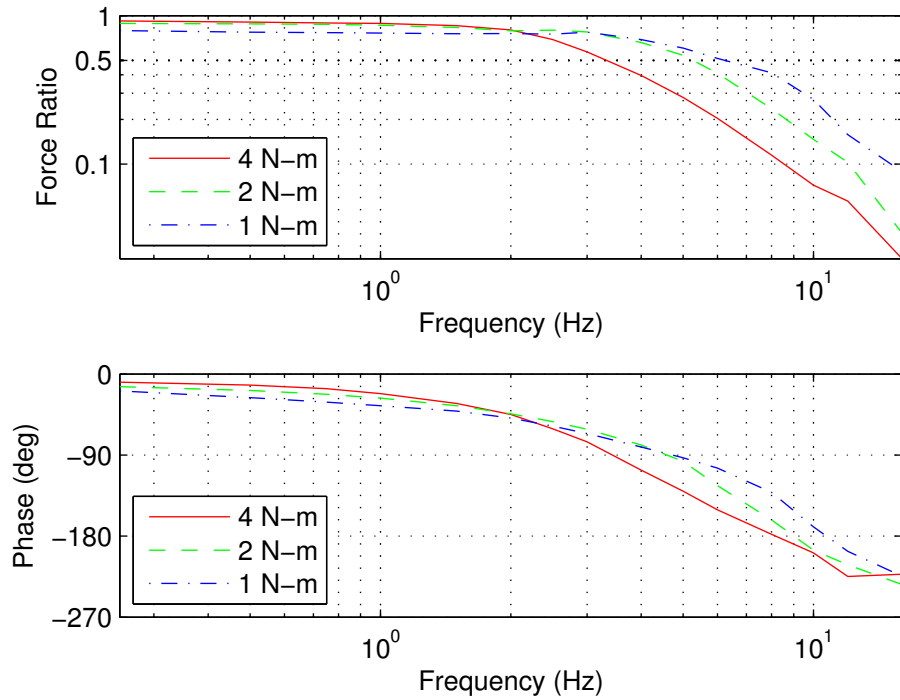 1
0.5
0.1
Force Ratio
4 N−m
2 N−m
1 N−m
10^0
10^1
Frequency (Hz)
0
−90
−180
−270
Phase (deg)
4 N−m
2 N−m
1 N−m
10^0
10^1
Frequency (Hz)